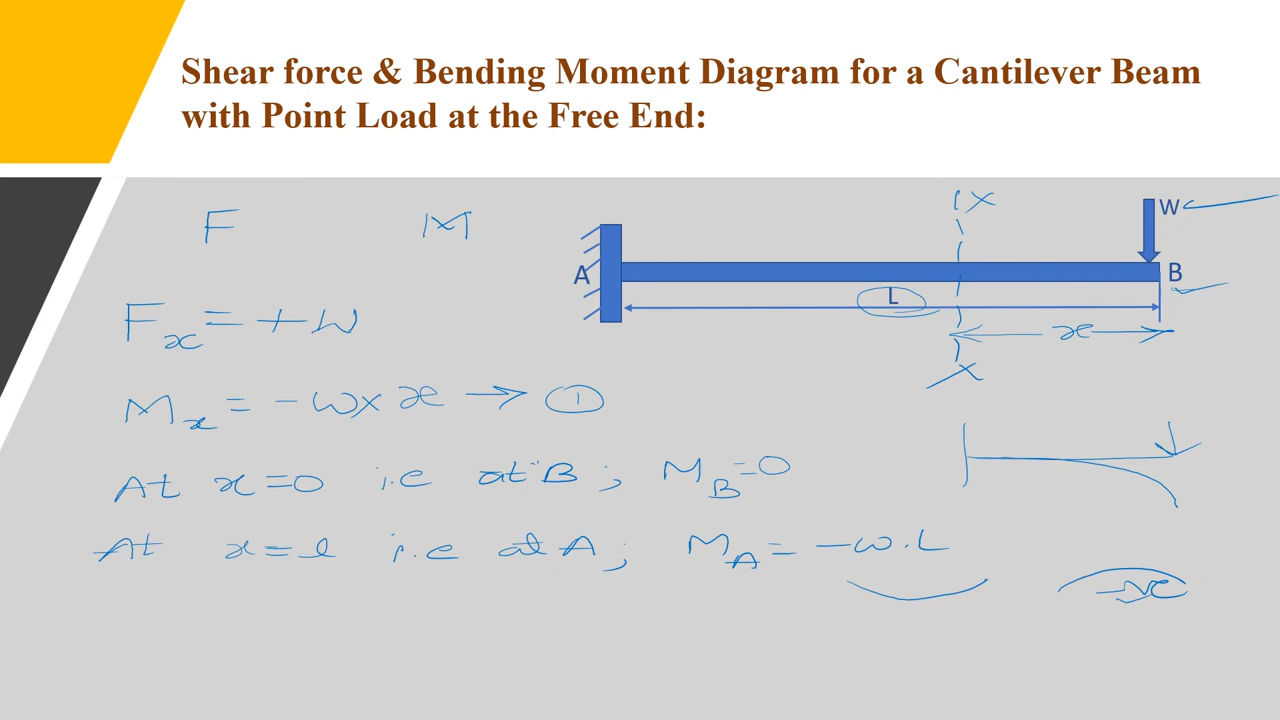 Shear force & Bending Moment Diagram for a Cantilever Beam
with Point Load at the Free End:
F M
X
W
A
B
L
x
X
Fx = +W
Mx = -W×x → ①
At x=0 i.e at B ; MB=0
At x=l i.e at A ; MA= -W.L
-ve